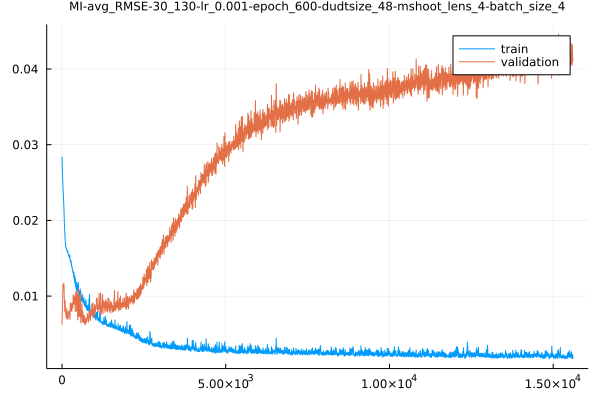 MI-avg_RMSE-30_130-lr_0.001-epoch_600-dudtsize_48-mshoot_lens_4-batch_size_4
train
validation
0.04
0.03
0.02
0.01
0
5.00×10³
1.00×10⁴
1.50×10⁴